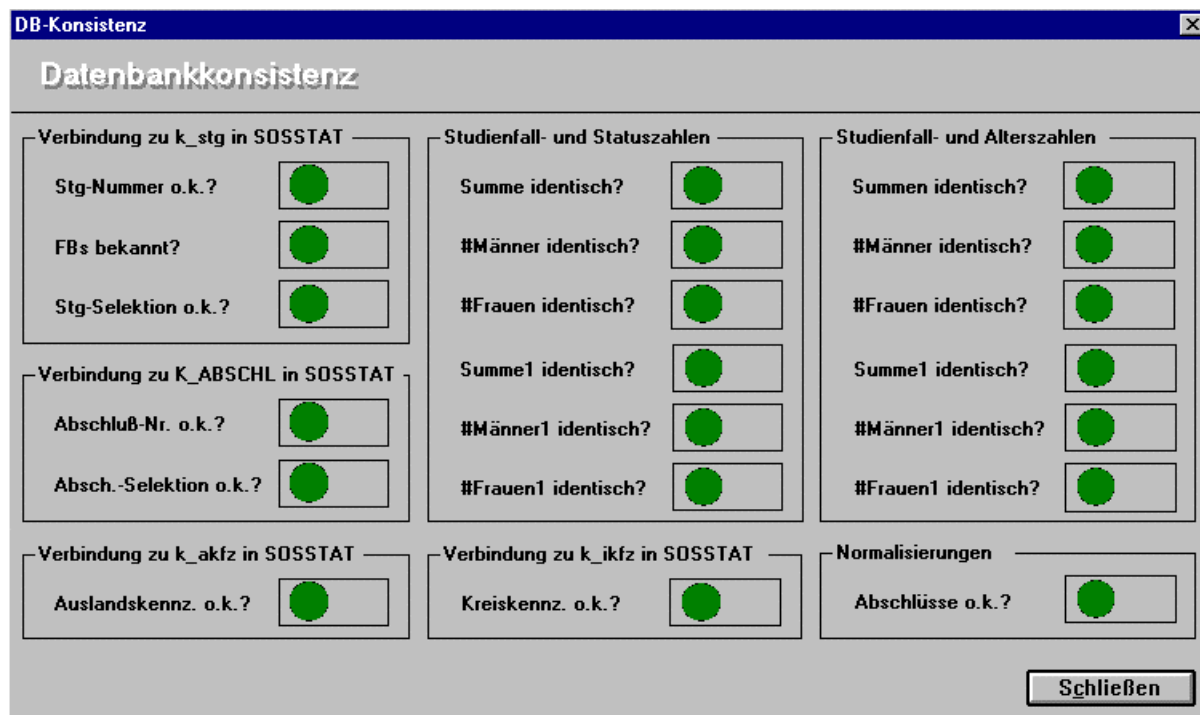 DB-Konsistenz
Datenbankkonsistenz
Verbindung zu k_stg in SOSSTAT
Stg-Nummer o.k.?
FBs bekannt?
Stg-Selektion o.k.?
Verbindung zu K_ABSCHL in SOSSTAT
Abschluß-Nr. o.k.?
Absch.-Selektion o.k.?
Verbindung zu k_akfz in SOSSTAT
Auslandskennz. o.k.?
Studienfall- und Statuszahlen
Summe identisch?
#Männer identisch?
#Frauen identisch?
Summe1 identisch?
#Männer1 identisch?
#Frauen1 identisch?
Verbindung zu k_ikfz in SOSSTAT
Kreiskennz. o.k.?
Studienfall- und Alterszahlen
Summen identisch?
#Männer identisch?
#Frauen identisch?
Summe1 identisch?
#Männer1 identisch?
#Frauen1 identisch?
Normalisierungen
Abschlüsse o.k.?
Schließen